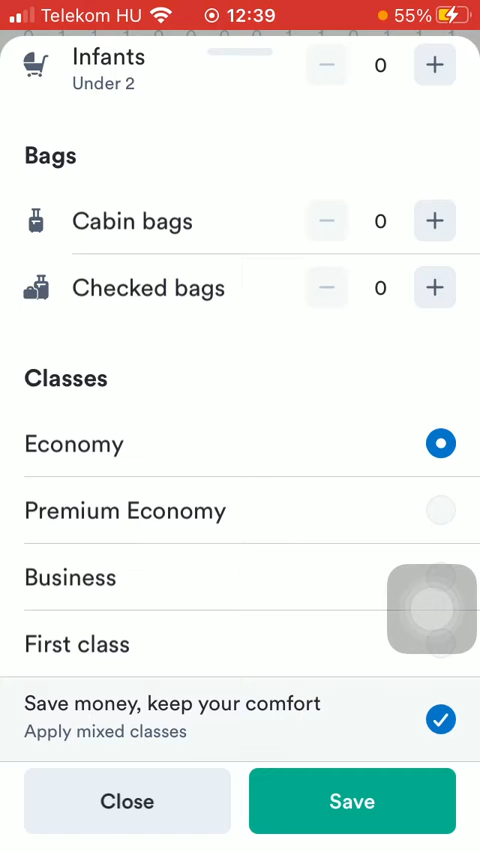 Telekom HU 12:39 55%
Infants 0
Under 2
Bags
Cabin bags 0
Checked bags 0
Classes
Economy
Premium Economy
Business
First class
Save money, keep your comfort
Apply mixed classes
Close Save